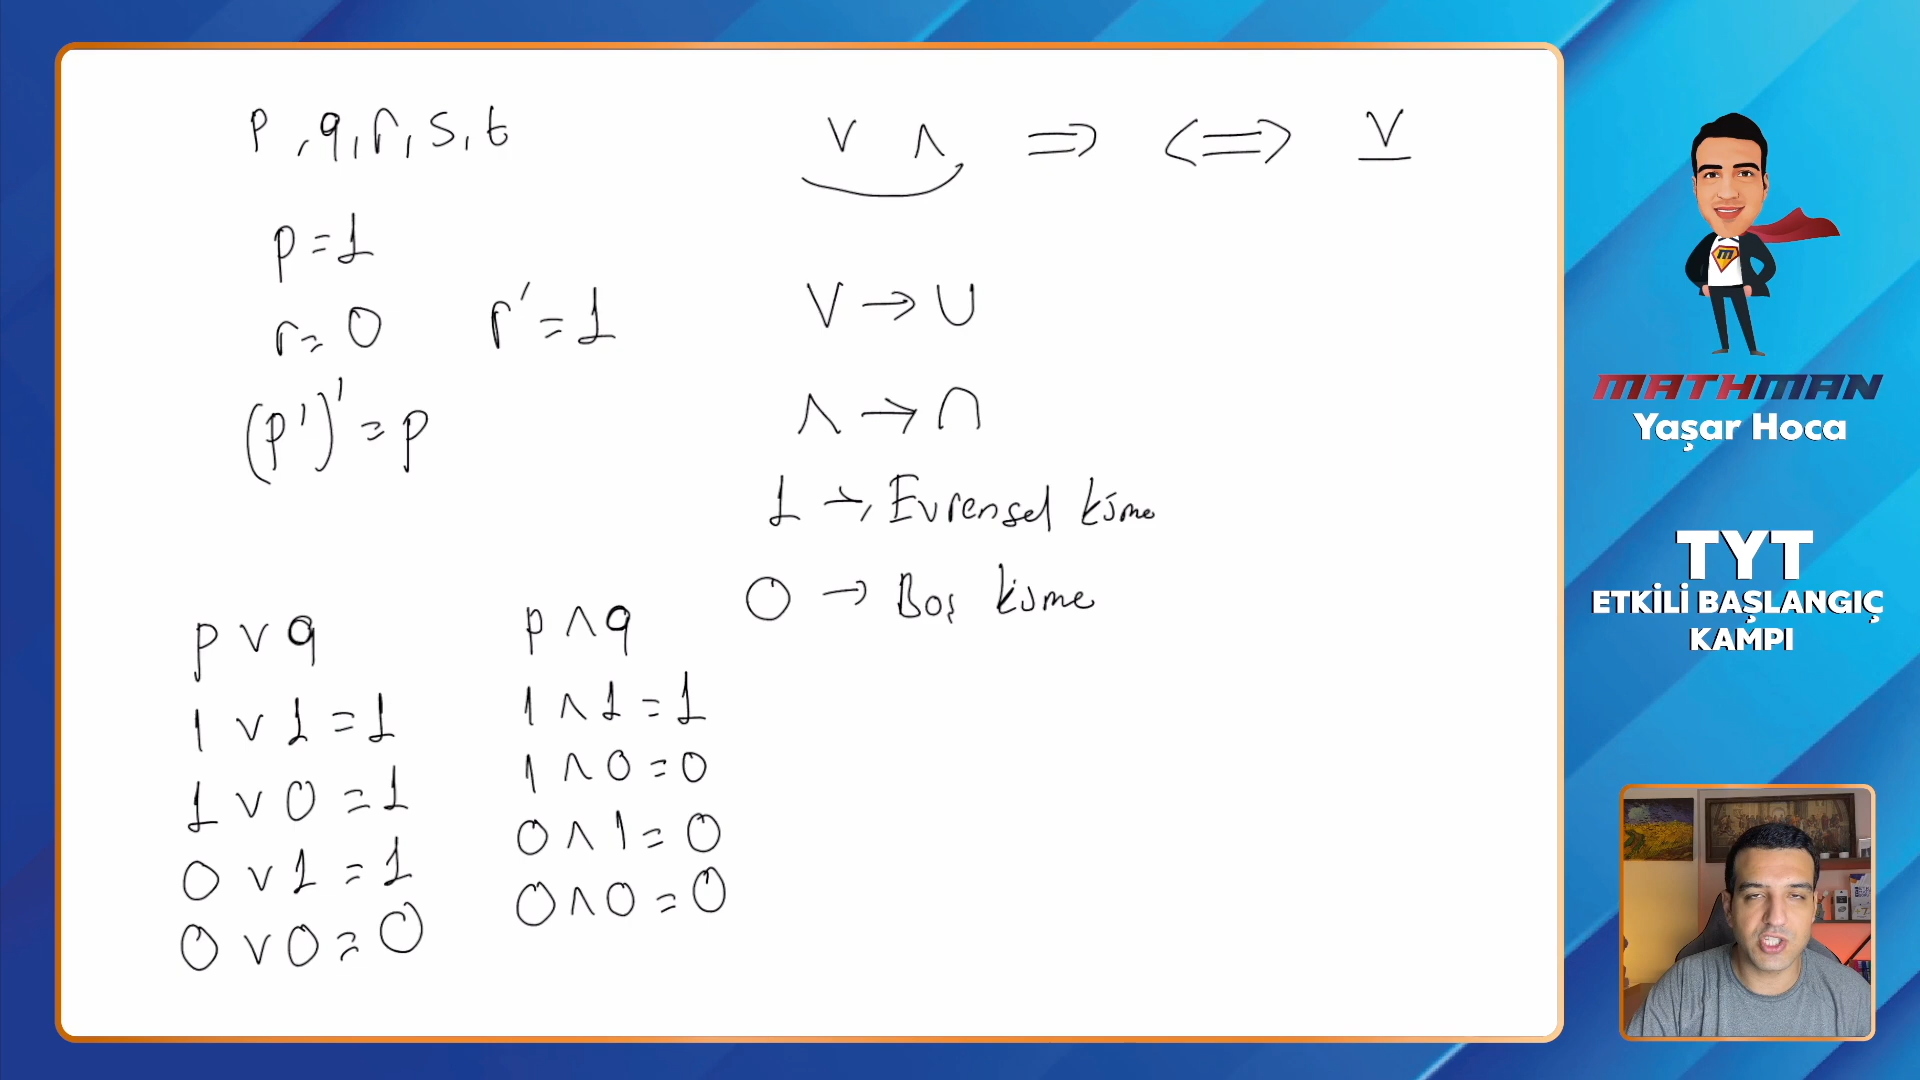 p, q, r, s, t
∨ ∧ ⇒ ⇔ ⊻
p = 1
r = 0 r' = 1
(p')' = p
∨ → ∪
∧ → ∩
1 → Evrensel küme
0 → Boş küme
p ∨ q
1 ∨ 1 = 1
1 ∨ 0 = 1
0 ∨ 1 = 1
0 ∨ 0 = 0
p ∧ q
1 ∧ 1 = 1
1 ∧ 0 = 0
0 ∧ 1 = 0
0 ∧ 0 = 0
m
MATHMAN
Yaşar Hoca
TYT
ETKİLİ BAŞLANGIÇ
KAMPI